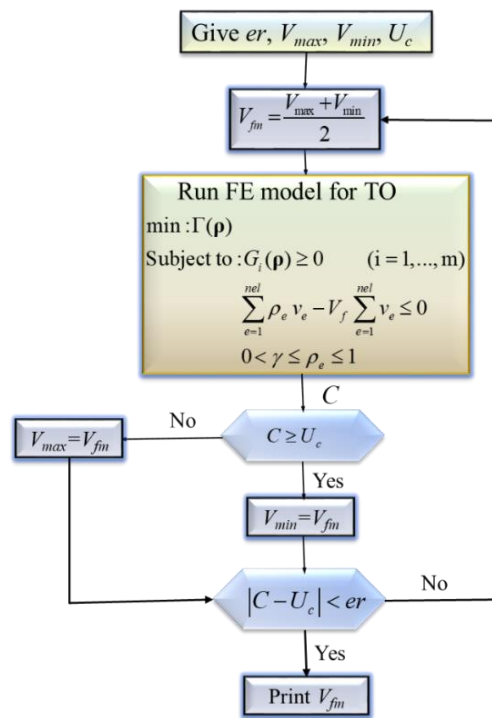 Give er, V_max, V_min, U_c
V_fm = (V_max + V_min) / 2
Run FE model for TO
min : Γ(ρ)
Subject to : G_i(ρ) ≥ 0 (i = 1,...,m)
∑_{e=1}^{nel} ρ_e v_e − V_f ∑_{e=1}^{nel} v_e ≤ 0
0 < γ ≤ ρ_e ≤ 1
C
No
C ≥ U_c
V_max = V_fm
Yes
V_min = V_fm
|C − U_c| < er
No
Yes
Print V_fm